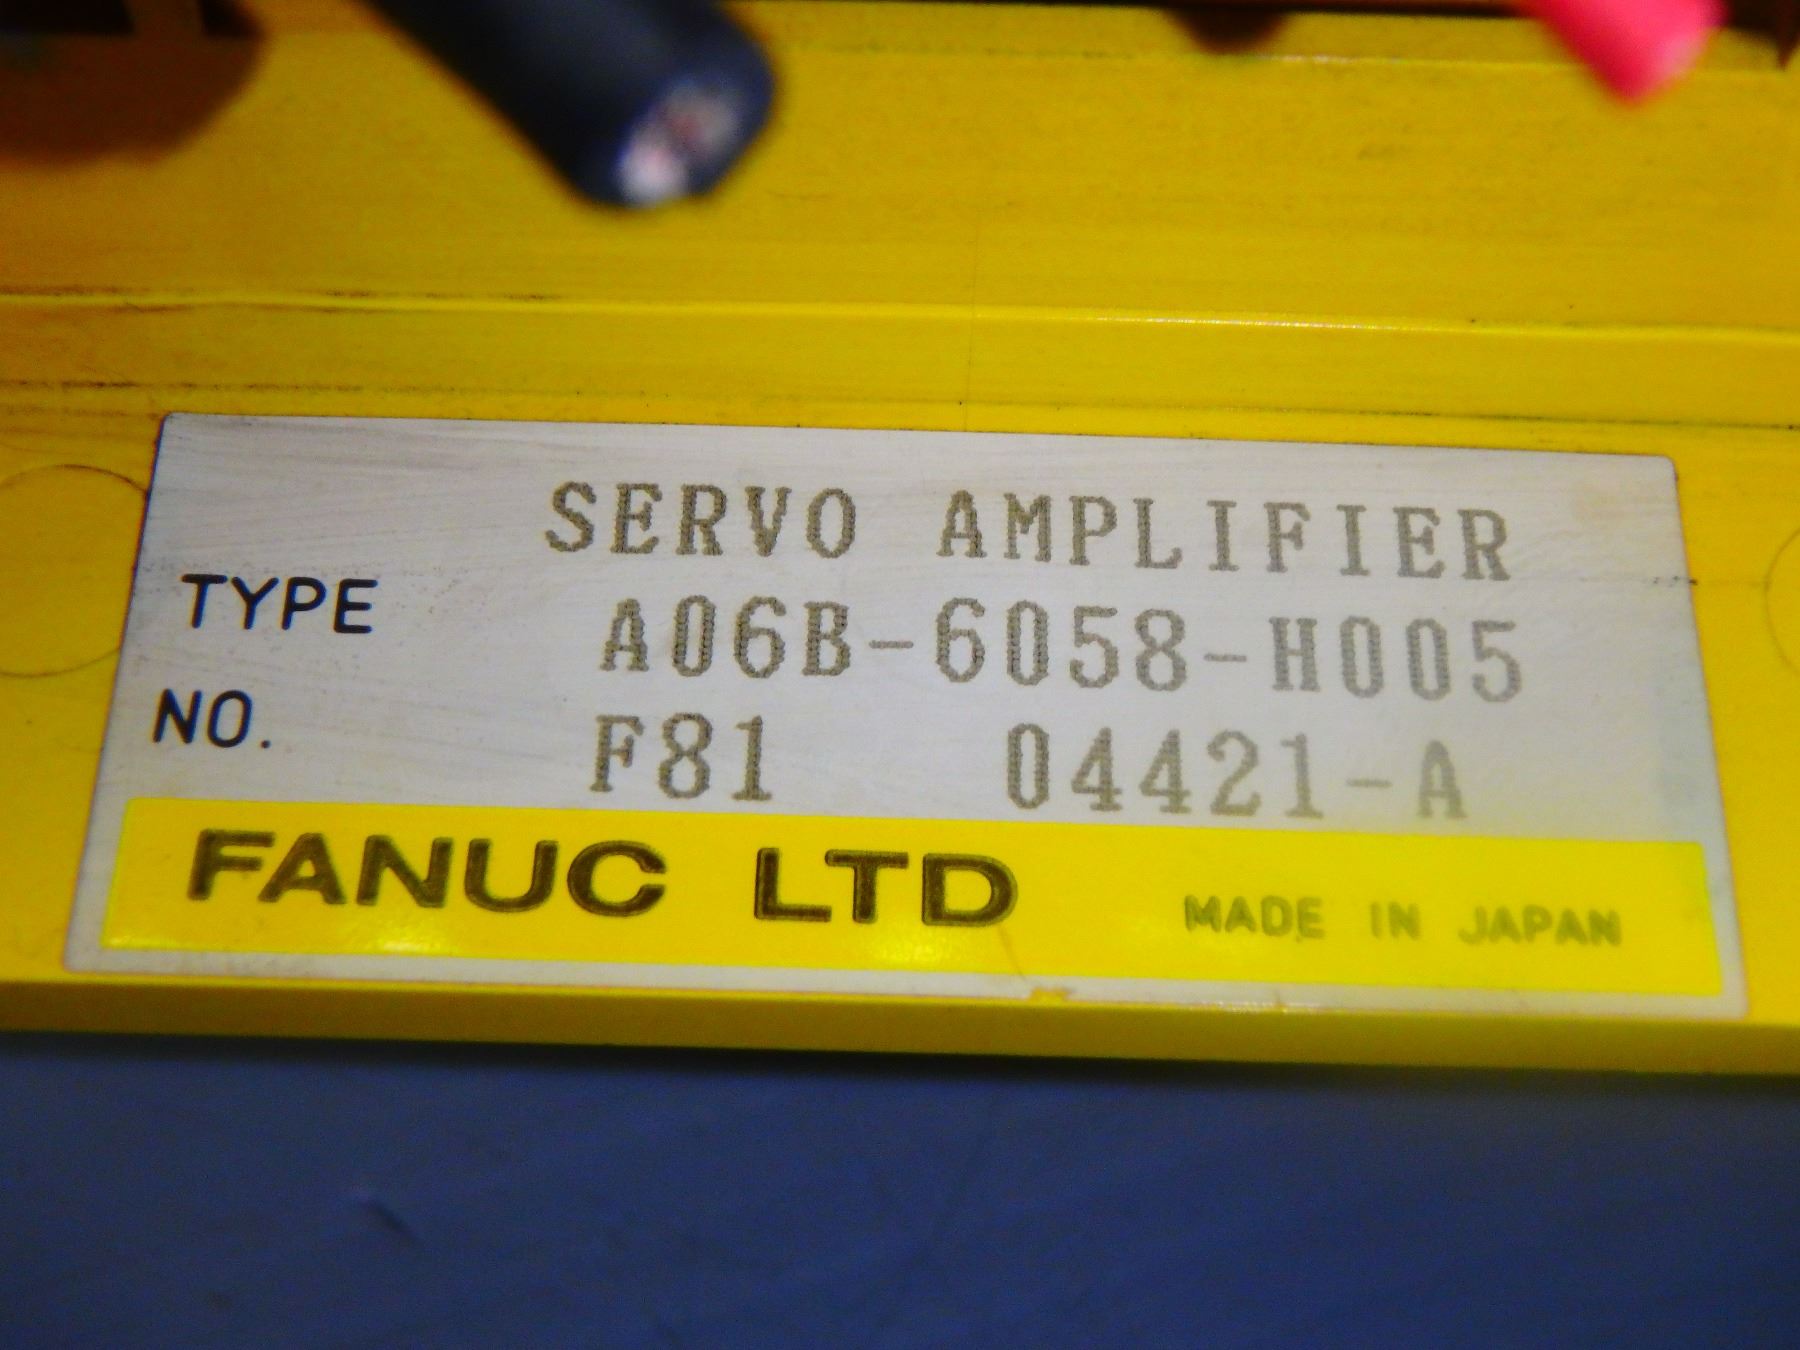 SERVO AMPLIFIER
TYPE A06B-6058-H005
NO. F81 04421-A
FANUC LTD MADE IN JAPAN